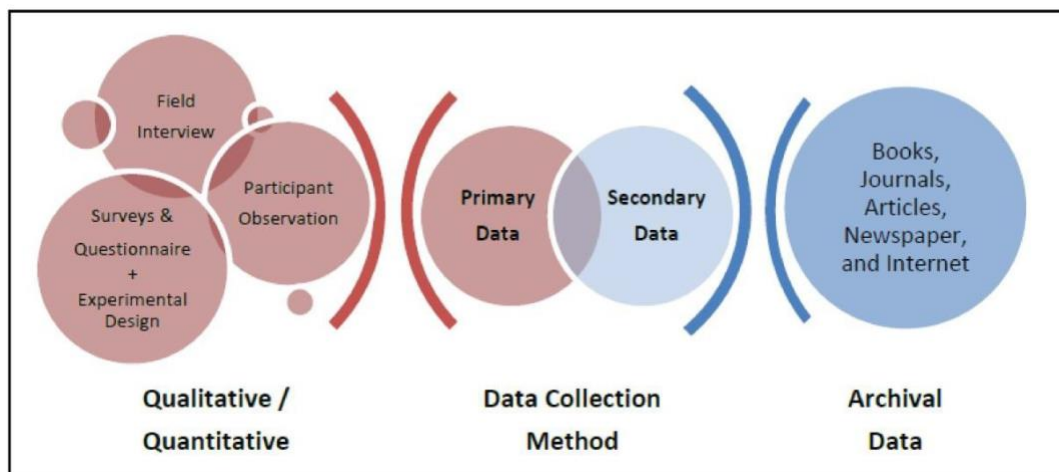 Field
Interview
Participant
Observation
Surveys &
Questionnaire
+
Experimental
Design
Primary
Data
Secondary
Data
Books,
Journals,
Articles,
Newspaper,
and Internet
Qualitative /
Quantitative
Data Collection
Method
Archival
Data